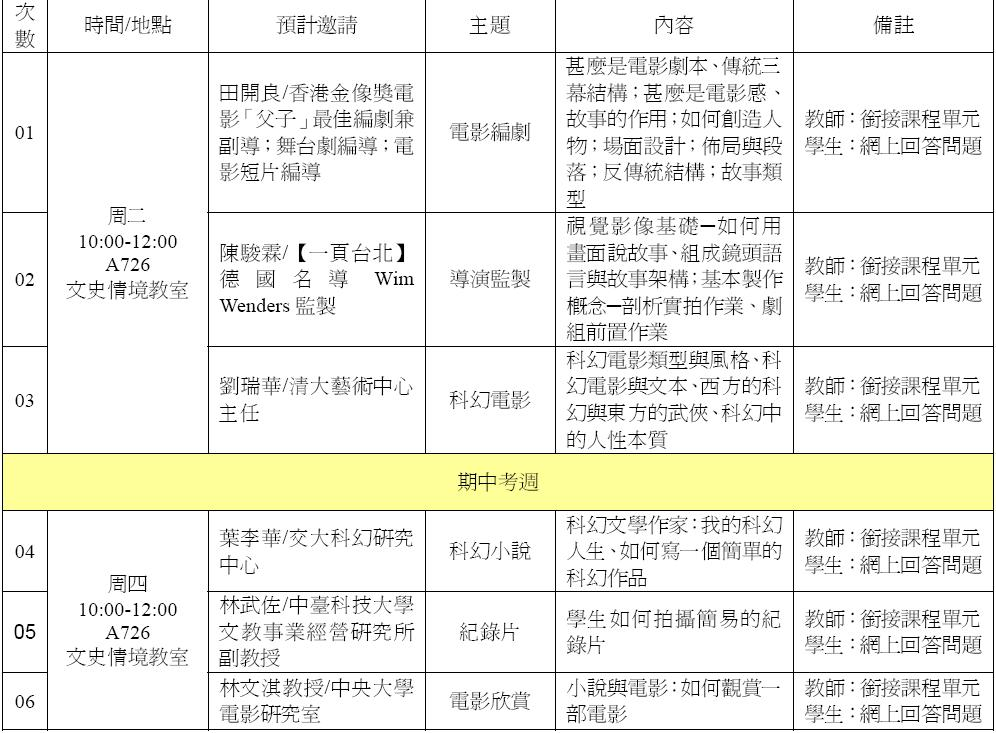 次數 時間/地點 預計邀請 主題 內容 備註
01
周二
10:00-12:00
A726
文史情境教室
田開良/香港金像獎電
影「父子」最佳編劇兼
副導；舞台劇編導；電
影短片編導
電影編劇
甚麼是電影劇本、傳統三
幕結構；甚麼是電影感、
故事的作用；如何創造人
物；場面設計；佈局與段
落；反傳統結構；故事類
型
教師：銜接課程單元
學生：網上回答問題
02
陳駿霖/【一頁台北】
德國名導 Wim
Wenders 監製
導演監製
視覺影像基礎─如何用
畫面說故事、組成鏡頭語
言與故事架構；基本製作
概念─剖析實拍作業、劇
組前置作業
教師：銜接課程單元
學生：網上回答問題
03
劉瑞華/清大藝術中心
主任
科幻電影
科幻電影類型與風格、科
幻電影與文本、西方的科
幻與東方的武俠、科幻中
的人性本質
教師：銜接課程單元
學生：網上回答問題
期中考週
04
周四
10:00-12:00
A726
文史情境教室
葉李華/交大科幻研究
中心
科幻小說
科幻文學作家：我的科幻
人生、如何寫一個簡單的
科幻作品
教師：銜接課程單元
學生：網上回答問題
05
林武佐/中臺科技大學
文教事業經營研究所
副教授
紀錄片
學生如何拍攝簡易的紀
錄片
教師：銜接課程單元
學生：網上回答問題
06
林文淇教授/中央大學
電影研究室
電影欣賞
小說與電影：如何觀賞一
部電影
教師：銜接課程單元
學生：網上回答問題